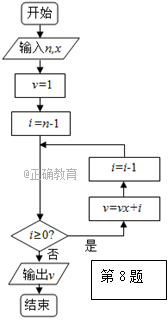 开始
输入n,x
v=1
i=n-1
i=i-1
@正确教育
v=vx+i
i≥0?
是
否
输出v
第8题
结束